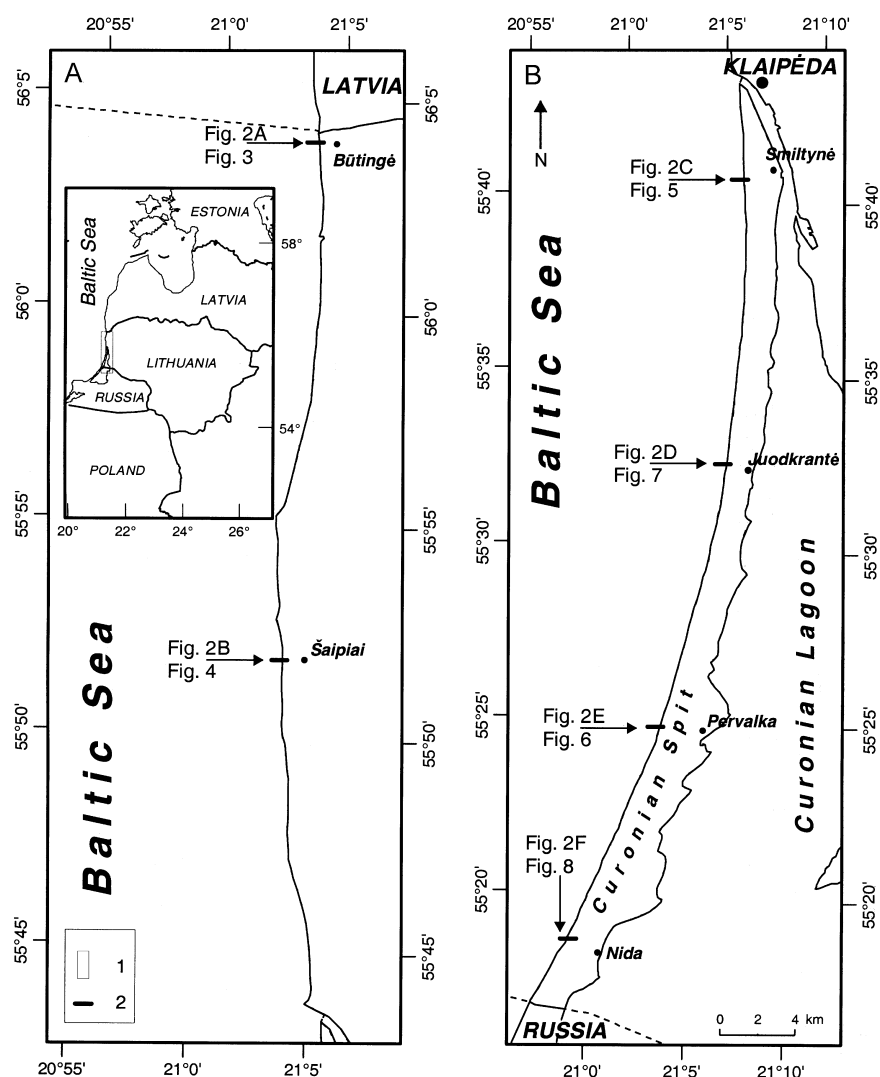 20°55'
21°0'
21°5'
A
LATVIA
56°5'
56°5'
Fig. 2A
Fig. 3
Būtingė
Baltic Sea
ESTONIA
58°
LATVIA
LITHUANIA
RUSSIA
54°
POLAND
20°
22°
24°
26°
56°0'
56°0'
55°55'
55°55'
Fig. 2B
Fig. 4
Šaipiai
Baltic Sea
55°50'
55°50'
55°45'
55°45'
1
2
20°55'
21°0'
21°5'
20°55'
21°0'
21°5'
21°10'
B
KLAIPĖDA
N
Smiltynė
Fig. 2C
Fig. 5
55°40'
55°40'
Baltic Sea
55°35'
55°35'
Fig. 2D
Fig. 7
Juodkrantė
55°30'
55°30'
Curonian Lagoon
55°25'
55°25'
Fig. 2E
Fig. 6
Pervalka
Curonian Spit
Fig. 2F
Fig. 8
55°20'
55°20'
Nida
RUSSIA
0 2 4 km
21°0'
21°5'
21°10'